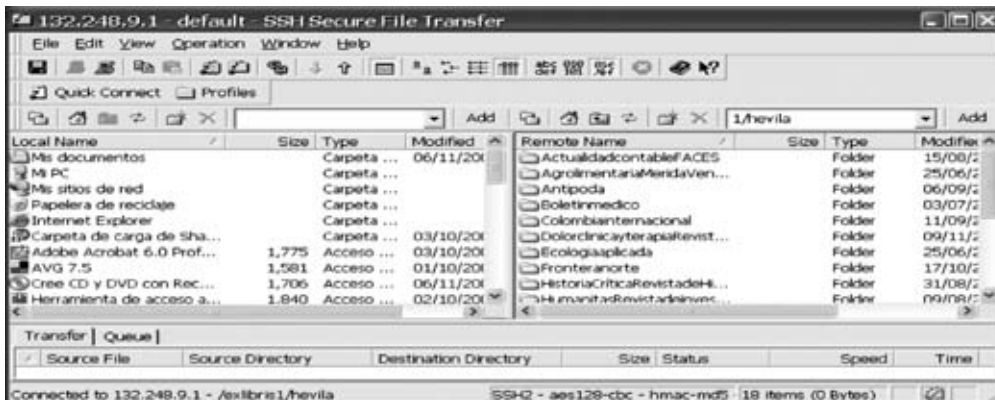 132.248.9.1 - default - SSH Secure File Transfer
File Edit View Operation Window Help
Quick Connect Profiles
Add 1/hevila Add
Local Name Size Type Modified Remote Name Size Type Modified
Mis documentos Carpeta ... 06/11/200 ActualidadcontableFACES Folder 15/08/2
Mi PC Carpeta ... AgrolimentariaMeridaVen... Folder 25/06/2
Mis sitios de red Carpeta ... Antipoda Folder 06/09/2
Papelera de reciclaje Carpeta ... Boletinmedico Folder 03/07/2
Internet Explorer Carpeta ... Colombiainternacional Folder 11/09/2
Carpeta de carga de Sha... Carpeta ... 03/10/200 DolorclinicayterapiaRevist... Folder 09/11/2
Adobe Acrobat 6.0 Prof... 1,775 Acceso ... 03/10/200 Ecologiaaplicada Folder 25/06/2
AVG 7.5 1,581 Acceso ... 01/10/200 Fronteranorte Folder 17/10/2
Cree CD y DVD con Rec... 1,706 Acceso ... 06/11/200 HistoriaCríticaRevistadeHi... Folder 31/08/2
Herramienta de acceso a... 1,840 Acceso ... 02/10/200 HumanitasRevistadeinves... Folder 09/08/2
Transfer Queue
Source File Source Directory Destination Directory Size Status Speed Time
Connected to 132.248.9.1 - /exlibris1/hevila SSH2 - aes128-cbc - hmac-md5 18 items (0 Bytes)